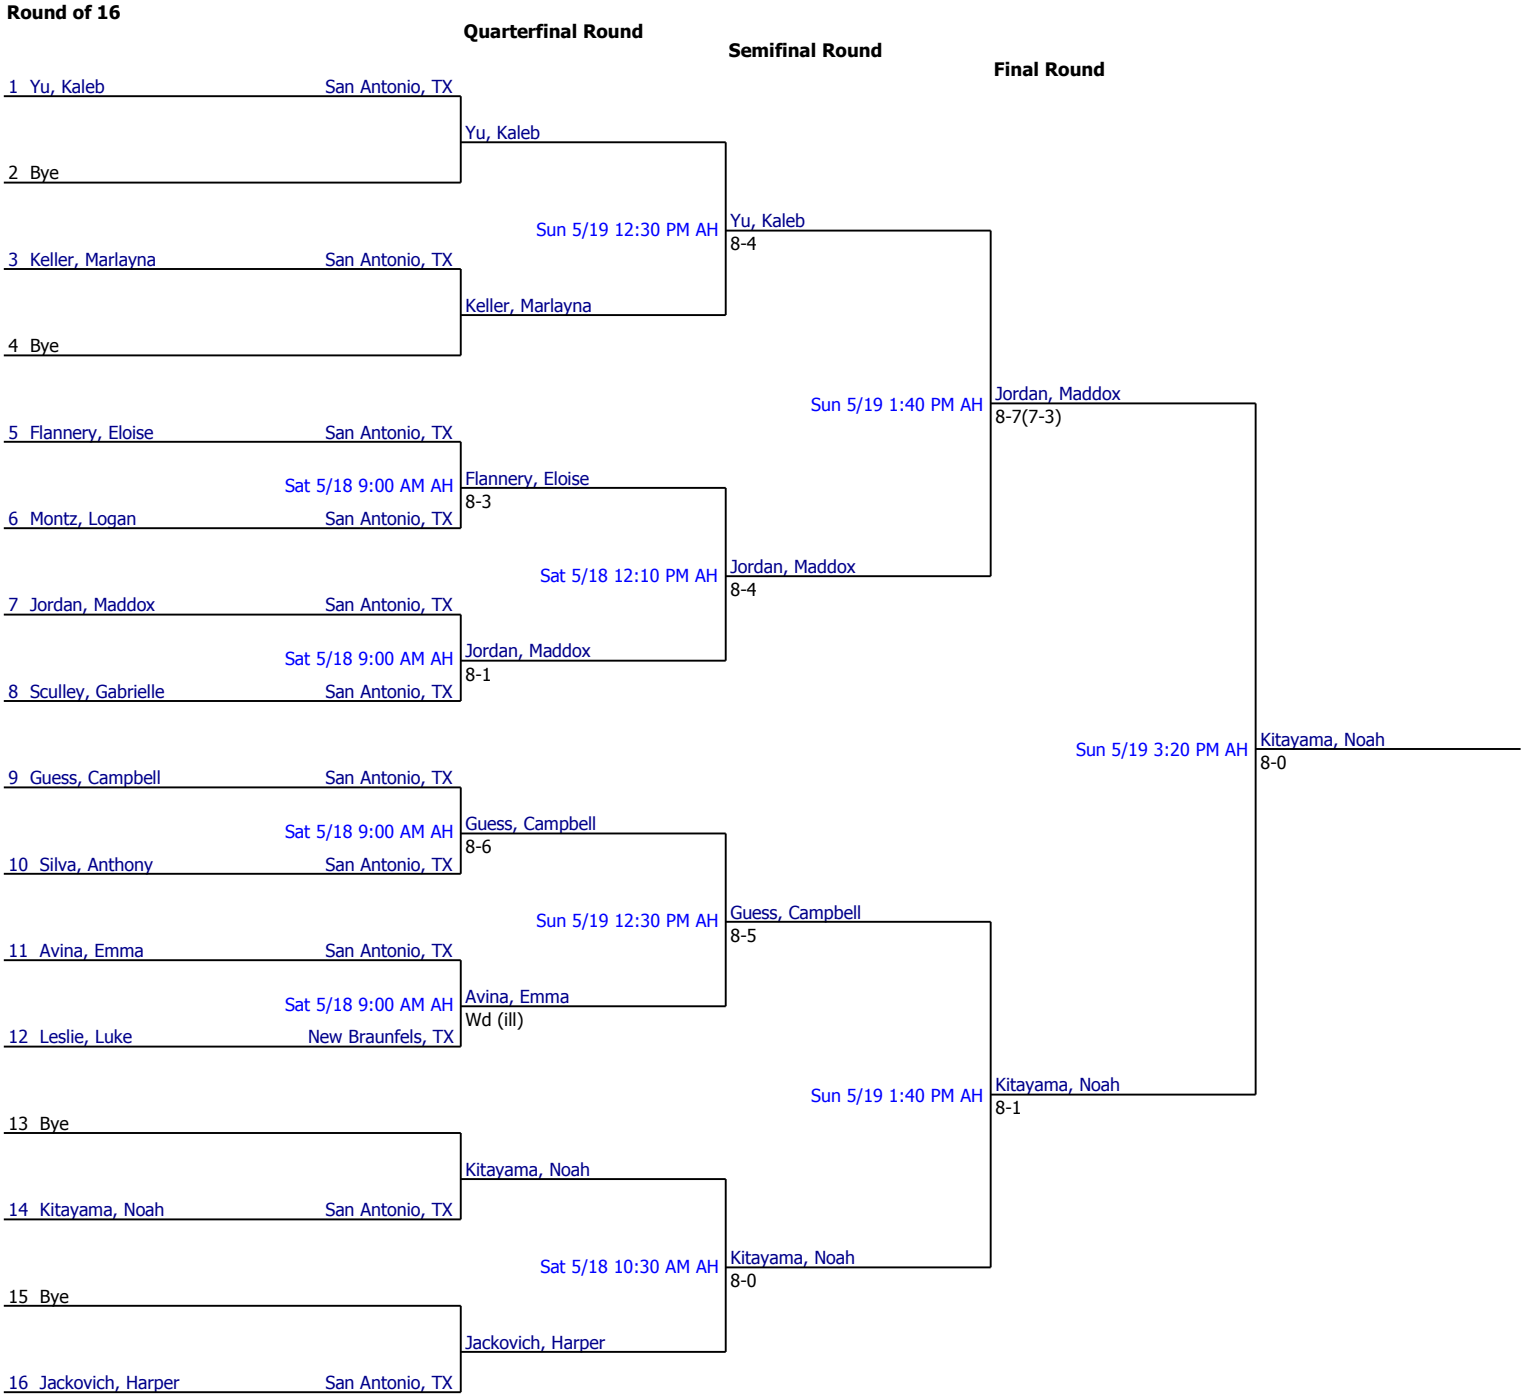 Round of 16
Quarterfinal Round
Semifinal Round
Final Round
1 Yu, Kaleb San Antonio, TX
Yu, Kaleb
2 Bye
Sun 5/19 12:30 PM AH Yu, Kaleb
8-4
3 Keller, Marlayna San Antonio, TX
Keller, Marlayna
4 Bye
Sun 5/19 1:40 PM AH Jordan, Maddox
8-7(7-3)
5 Flannery, Eloise San Antonio, TX
Sat 5/18 9:00 AM AH Flannery, Eloise
8-3
6 Montz, Logan San Antonio, TX
Sat 5/18 12:10 PM AH Jordan, Maddox
8-4
7 Jordan, Maddox San Antonio, TX
Sat 5/18 9:00 AM AH Jordan, Maddox
8-1
8 Sculley, Gabrielle San Antonio, TX
Sun 5/19 3:20 PM AH Kitayama, Noah
8-0
9 Guess, Campbell San Antonio, TX
Sat 5/18 9:00 AM AH Guess, Campbell
8-6
10 Silva, Anthony San Antonio, TX
Sun 5/19 12:30 PM AH Guess, Campbell
8-5
11 Avina, Emma San Antonio, TX
Sat 5/18 9:00 AM AH Avina, Emma
Wd (ill)
12 Leslie, Luke New Braunfels, TX
Sun 5/19 1:40 PM AH Kitayama, Noah
8-1
13 Bye
Kitayama, Noah
14 Kitayama, Noah San Antonio, TX
Sat 5/18 10:30 AM AH Kitayama, Noah
8-0
15 Bye
Jackovich, Harper
16 Jackovich, Harper San Antonio, TX